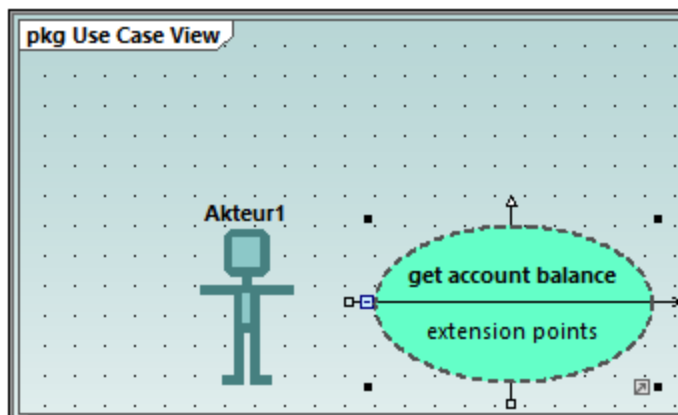 pkg Use Case View
Akteur1
get account balance
extension points